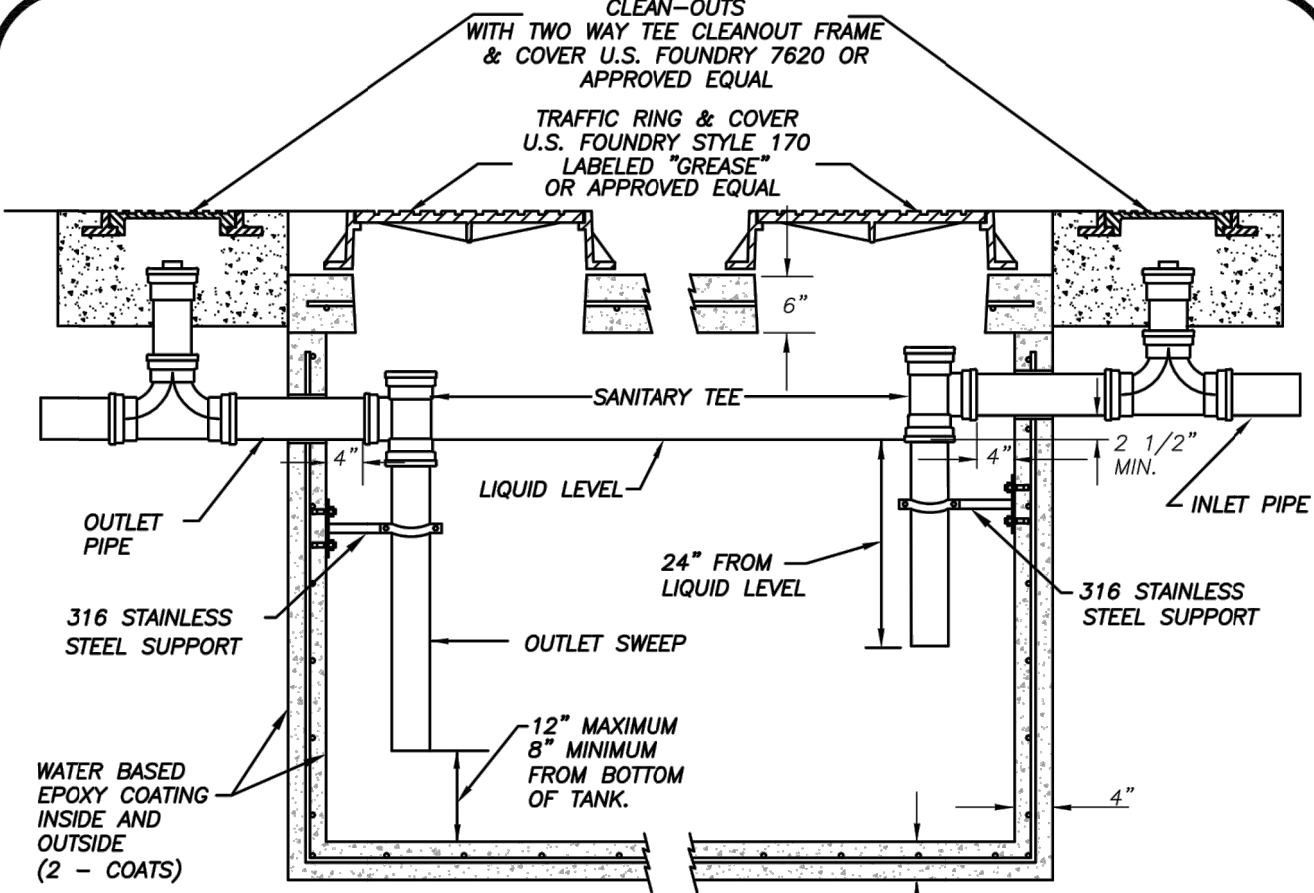 CLEAN-OUTS
WITH TWO WAY TEE CLEANOUT FRAME
& COVER U.S. FOUNDRY 7620 OR
APPROVED EQUAL
TRAFFIC RING & COVER
U.S. FOUNDRY STYLE 170
LABELED "GREASE"
OR APPROVED EQUAL
6"
SANITARY TEE
4"
4"
2 1/2"
MIN.
LIQUID LEVEL
OUTLET
PIPE
INLET PIPE
24" FROM
LIQUID LEVEL
316 STAINLESS
STEEL SUPPORT
316 STAINLESS
STEEL SUPPORT
OUTLET SWEEP
12" MAXIMUM
8" MINIMUM
FROM BOTTOM
OF TANK.
WATER BASED
EPOXY COATING
INSIDE AND
OUTSIDE
(2 - COATS)
4"